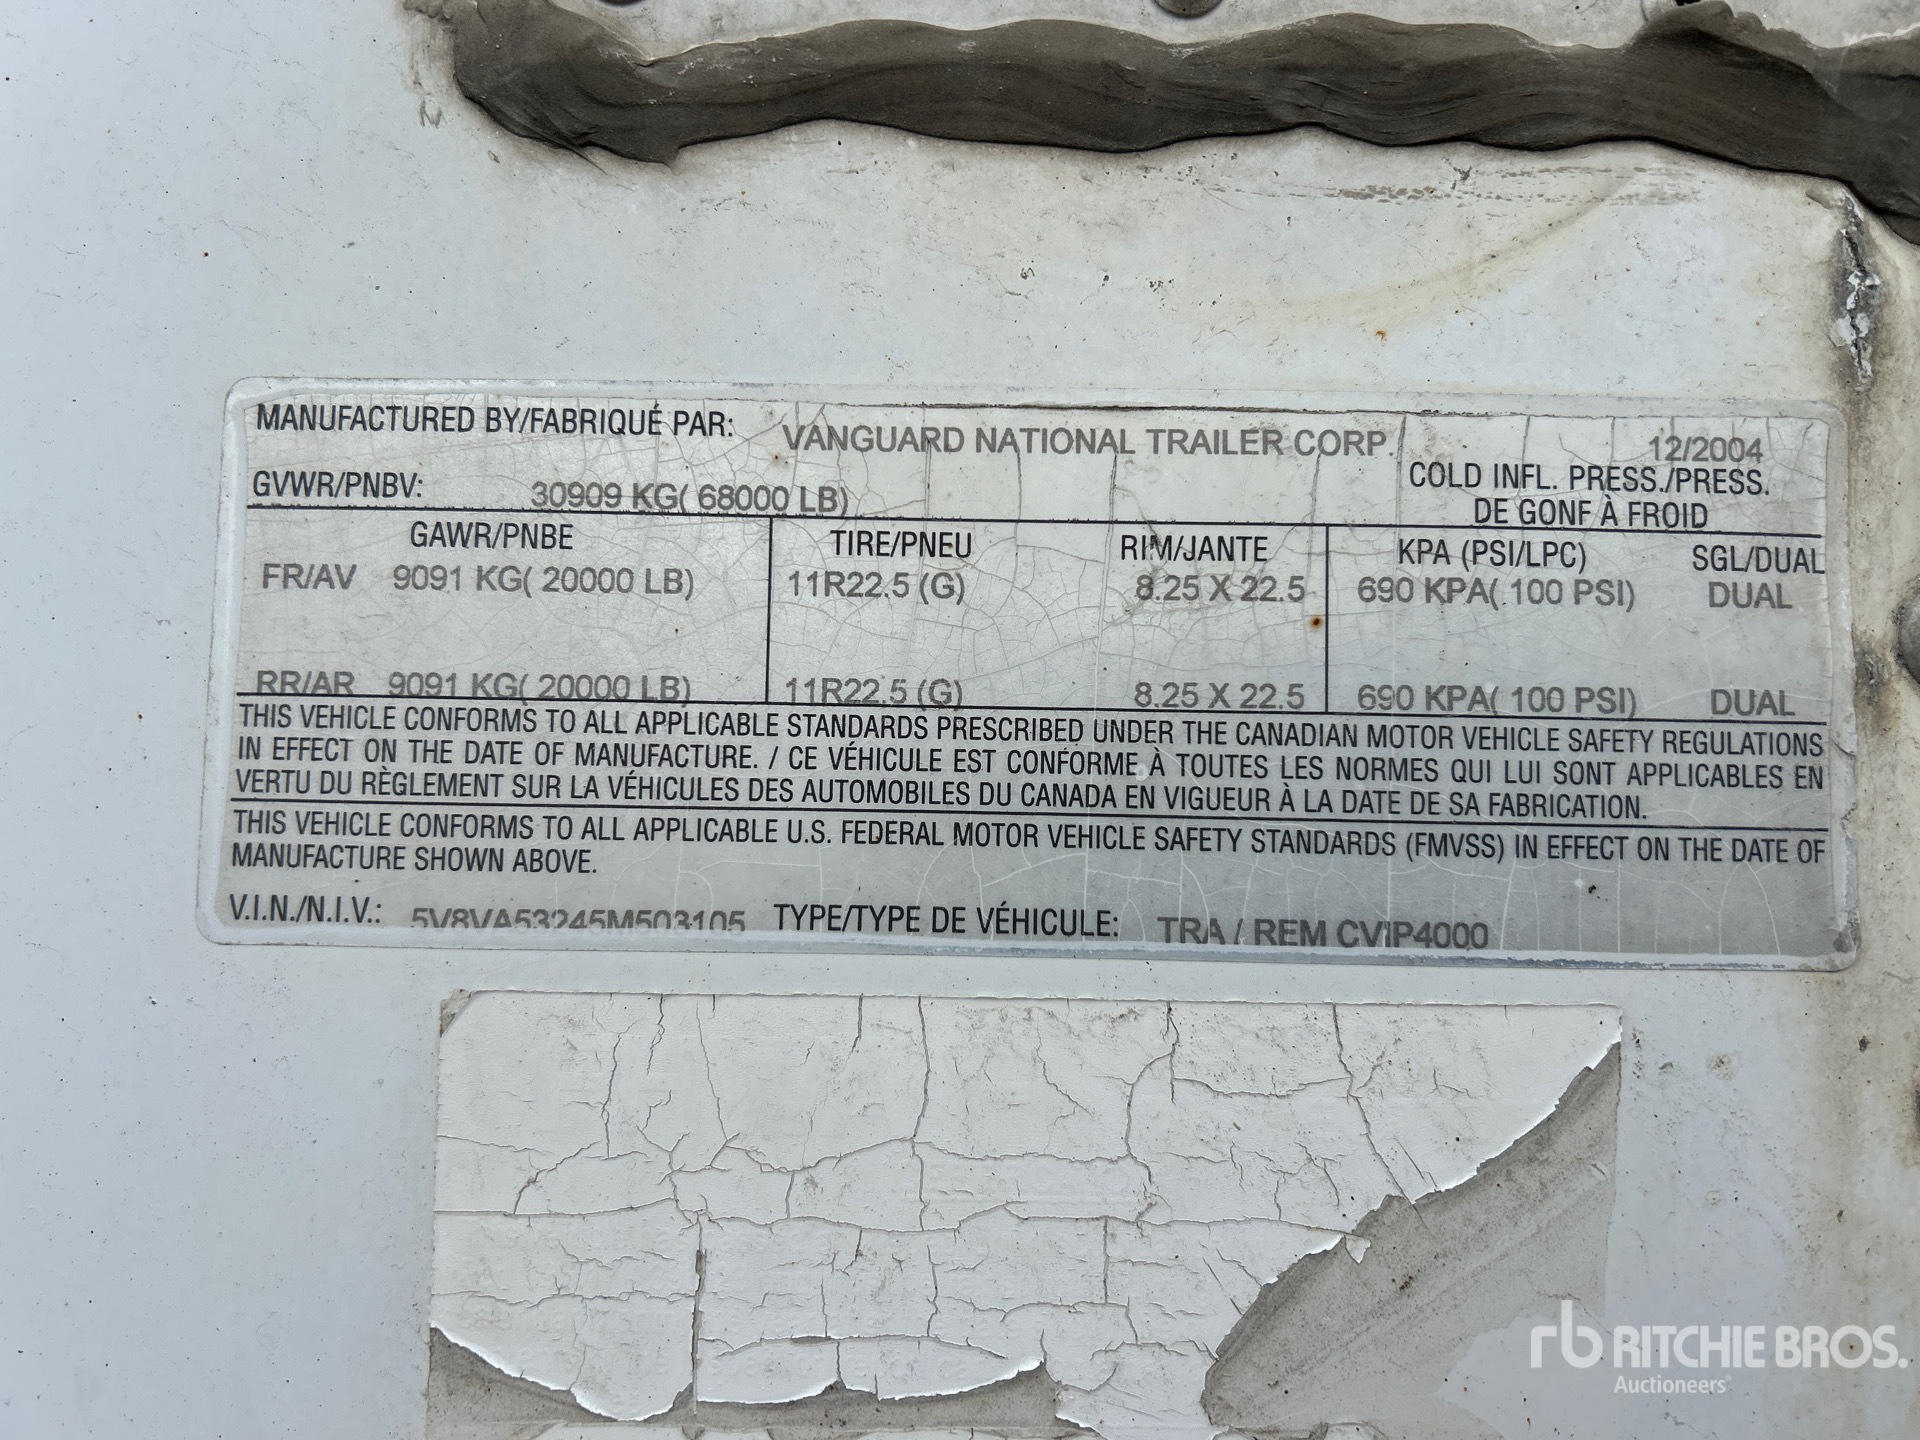 MANUFACTURED BY/FABRIQUÉ PAR: VANGUARD NATIONAL TRAILER CORP. 12/2004
GVWR/PNBV: 30909 KG( 68000 LB) COLD INFL. PRESS./PRESS.
DE GONF À FROID
GAWR/PNBE TIRE/PNEU RIM/JANTE KPA (PSI/LPC) SGL/DUAL
FR/AV 9091 KG( 20000 LB) 11R22.5 (G) 8.25 X 22.5 690 KPA( 100 PSI) DUAL
RR/AR 9091 KG( 20000 LB) 11R22.5 (G) 8.25 X 22.5 690 KPA( 100 PSI) DUAL
THIS VEHICLE CONFORMS TO ALL APPLICABLE STANDARDS PRESCRIBED UNDER THE CANADIAN MOTOR VEHICLE SAFETY REGULATIONS
IN EFFECT ON THE DATE OF MANUFACTURE. / CE VÉHICULE EST CONFORME À TOUTES LES NORMES QUI LUI SONT APPLICABLES EN
VERTU DU RÈGLEMENT SUR LA VÉHICULES DES AUTOMOBILES DU CANADA EN VIGUEUR À LA DATE DE SA FABRICATION.
THIS VEHICLE CONFORMS TO ALL APPLICABLE U.S. FEDERAL MOTOR VEHICLE SAFETY STANDARDS (FMVSS) IN EFFECT ON THE DATE OF
MANUFACTURE SHOWN ABOVE.
V.I.N./N.I.V.: 5V8VA53245M503105 TYPE/TYPE DE VÉHICULE: TRA / REM CVIP4000
rb RITCHIE BROS.
Auctioneers